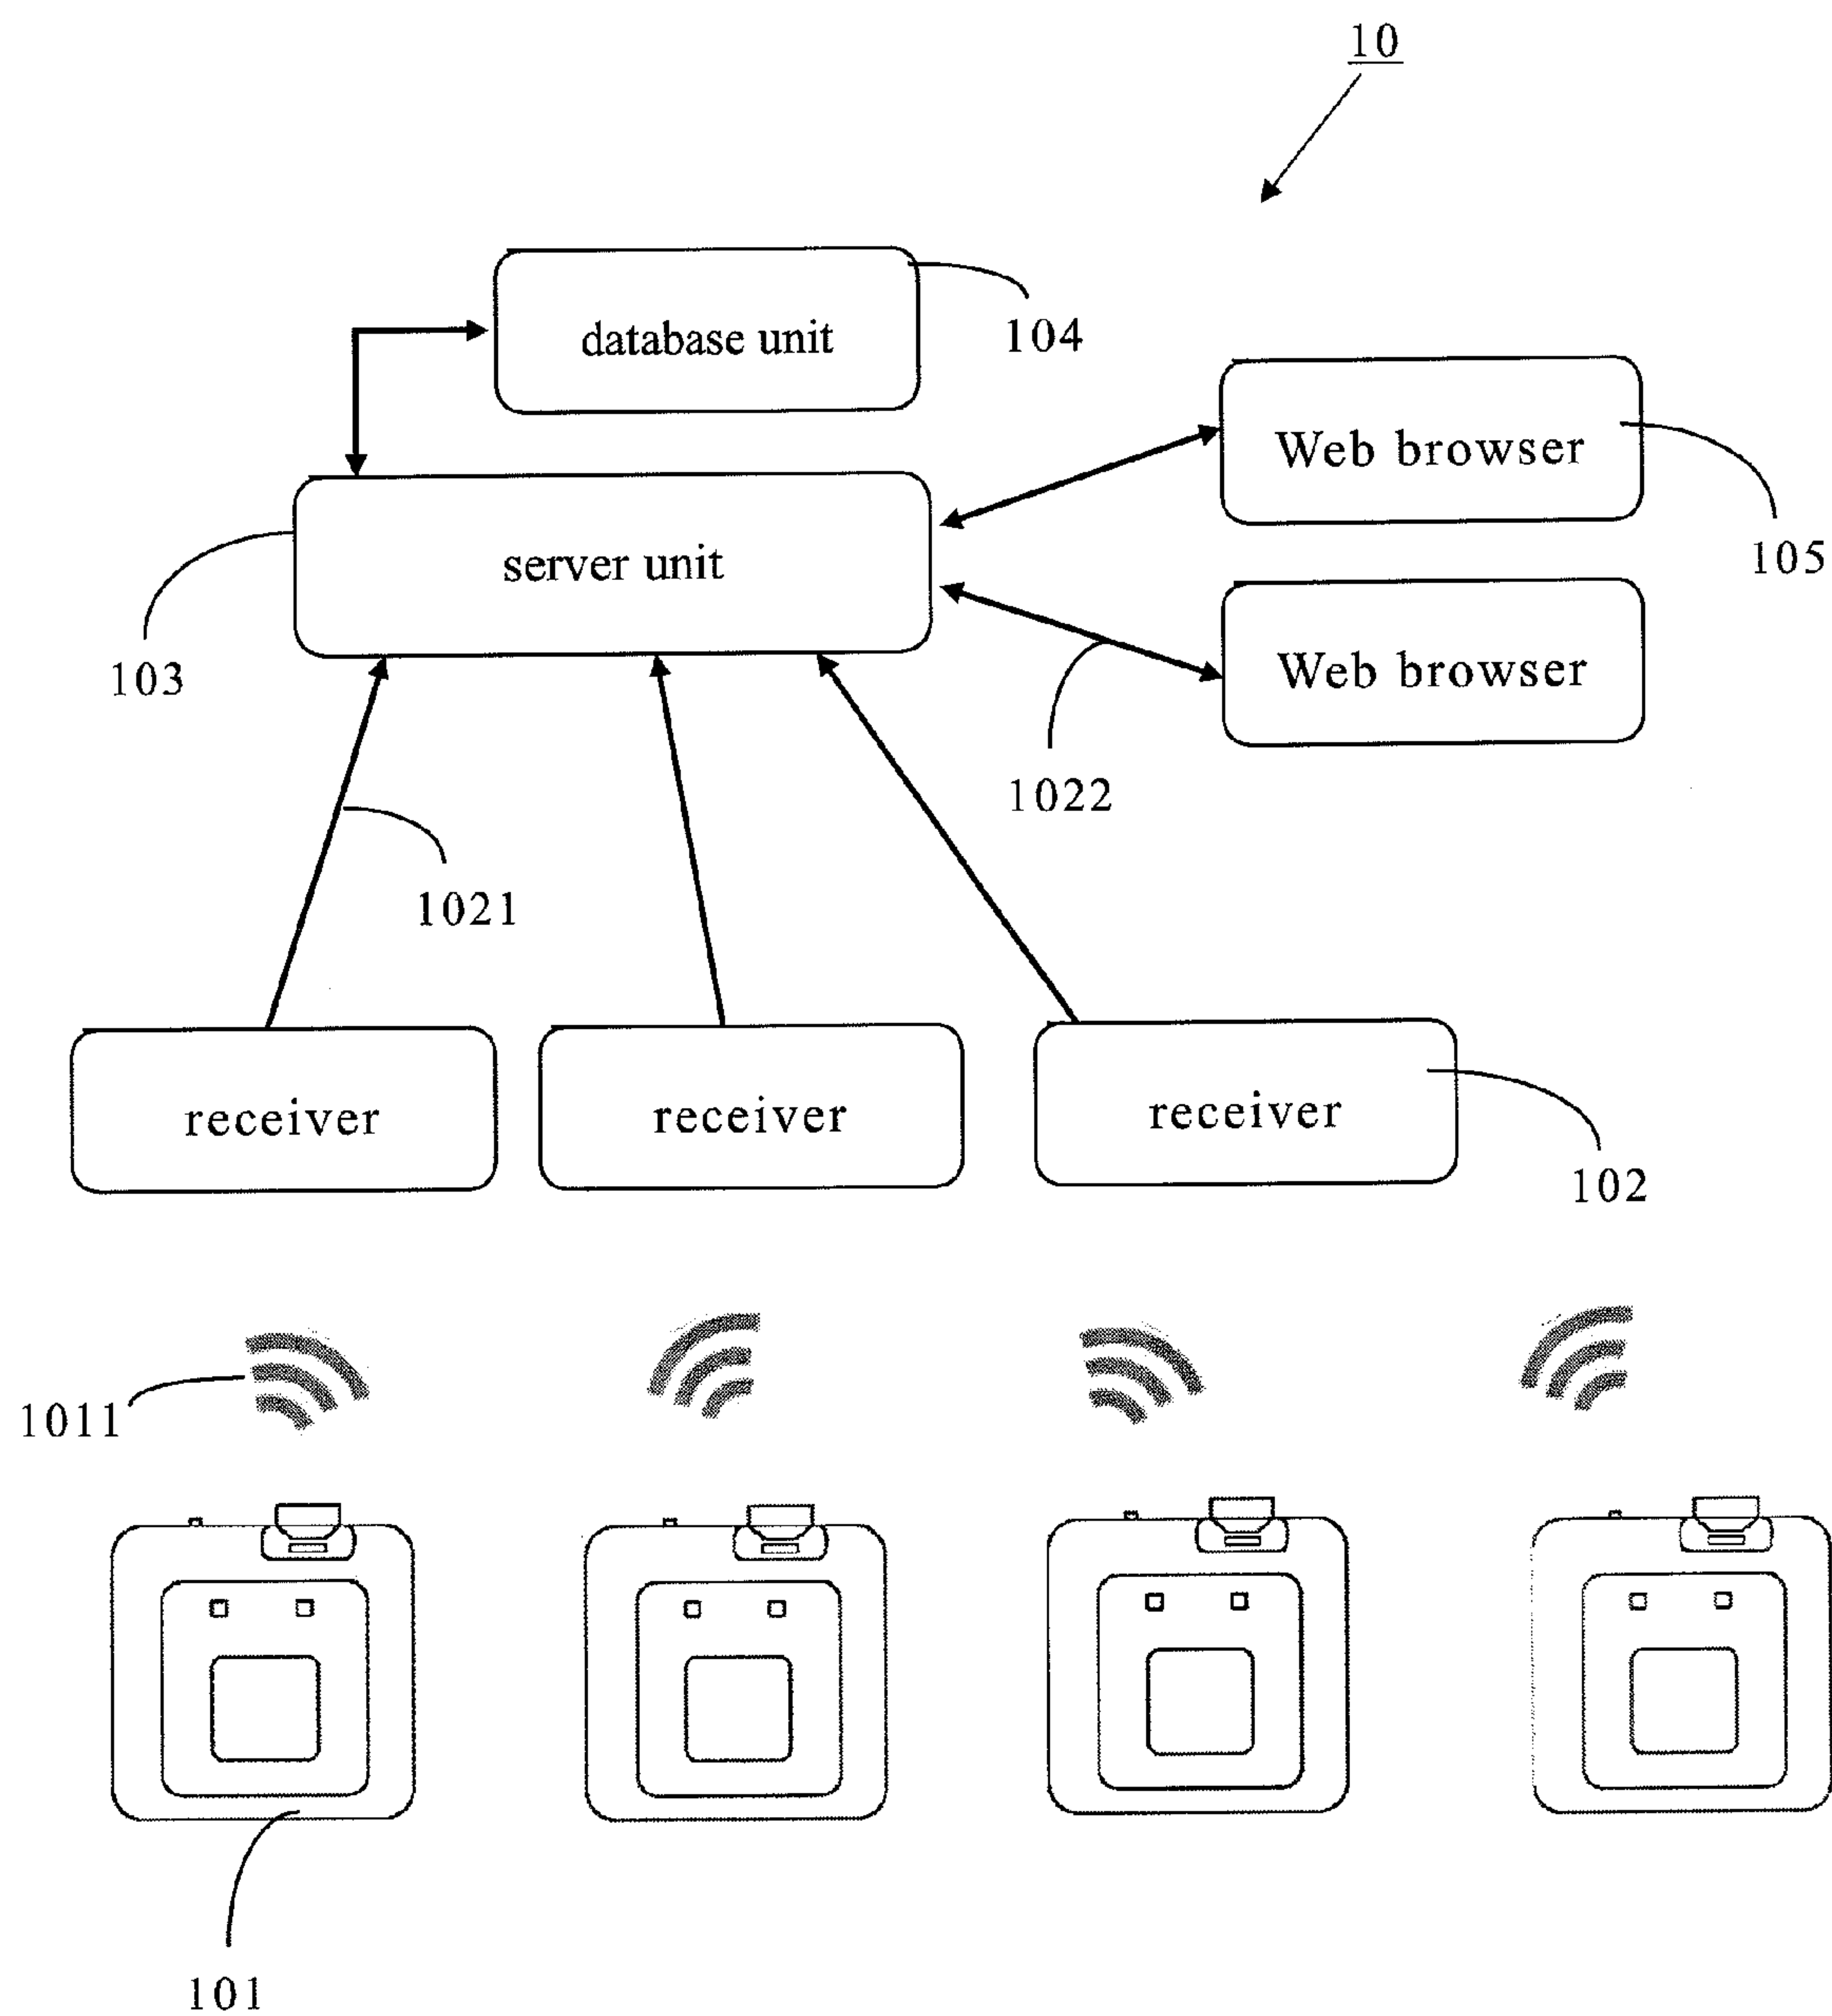 10
database unit
104
Web browser
105
server unit
103
Web browser
1022
1021
receiver
receiver
receiver
102
1011
101